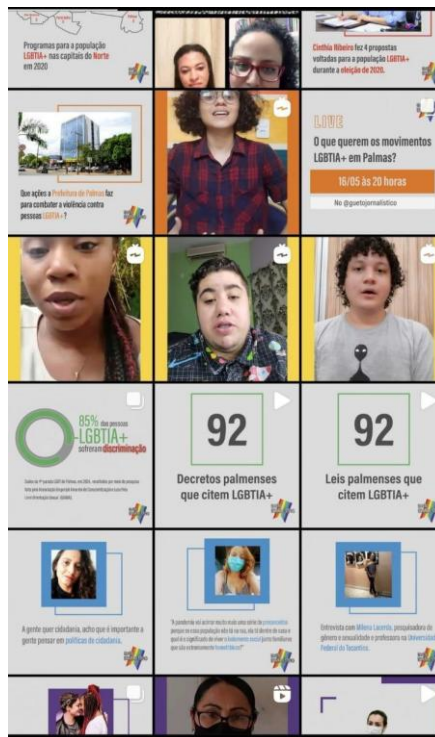 Programas para a população
LGBTIA+ nas capitais do Norte
em 2020
Cinthia Ribeiro fez 4 propostas
voltadas para a população LGBTIA+
durante a eleição de 2020.
Que ações a Prefeitura de Palmas faz
para combater a violência contra
pessoas LGBTIA+?
LIVE
O que querem os movimentos
LGBTIA+ em Palmas?
16/05 às 20 horas
No @guetojornalístico
85% das pessoas
LGBTIA+
sofreram discriminação
92
Decretos palmenses
que citem LGBTIA+
92
Leis palmenses que
citem LGBTIA+
A gente quer cidadania, acho que é importante a
gente pensar em políticas de cidadania.
Entrevista com Milena Lacerda, pesquisadora de
gênero e sexualidade e professora na Universidade
Federal do Tocantins.